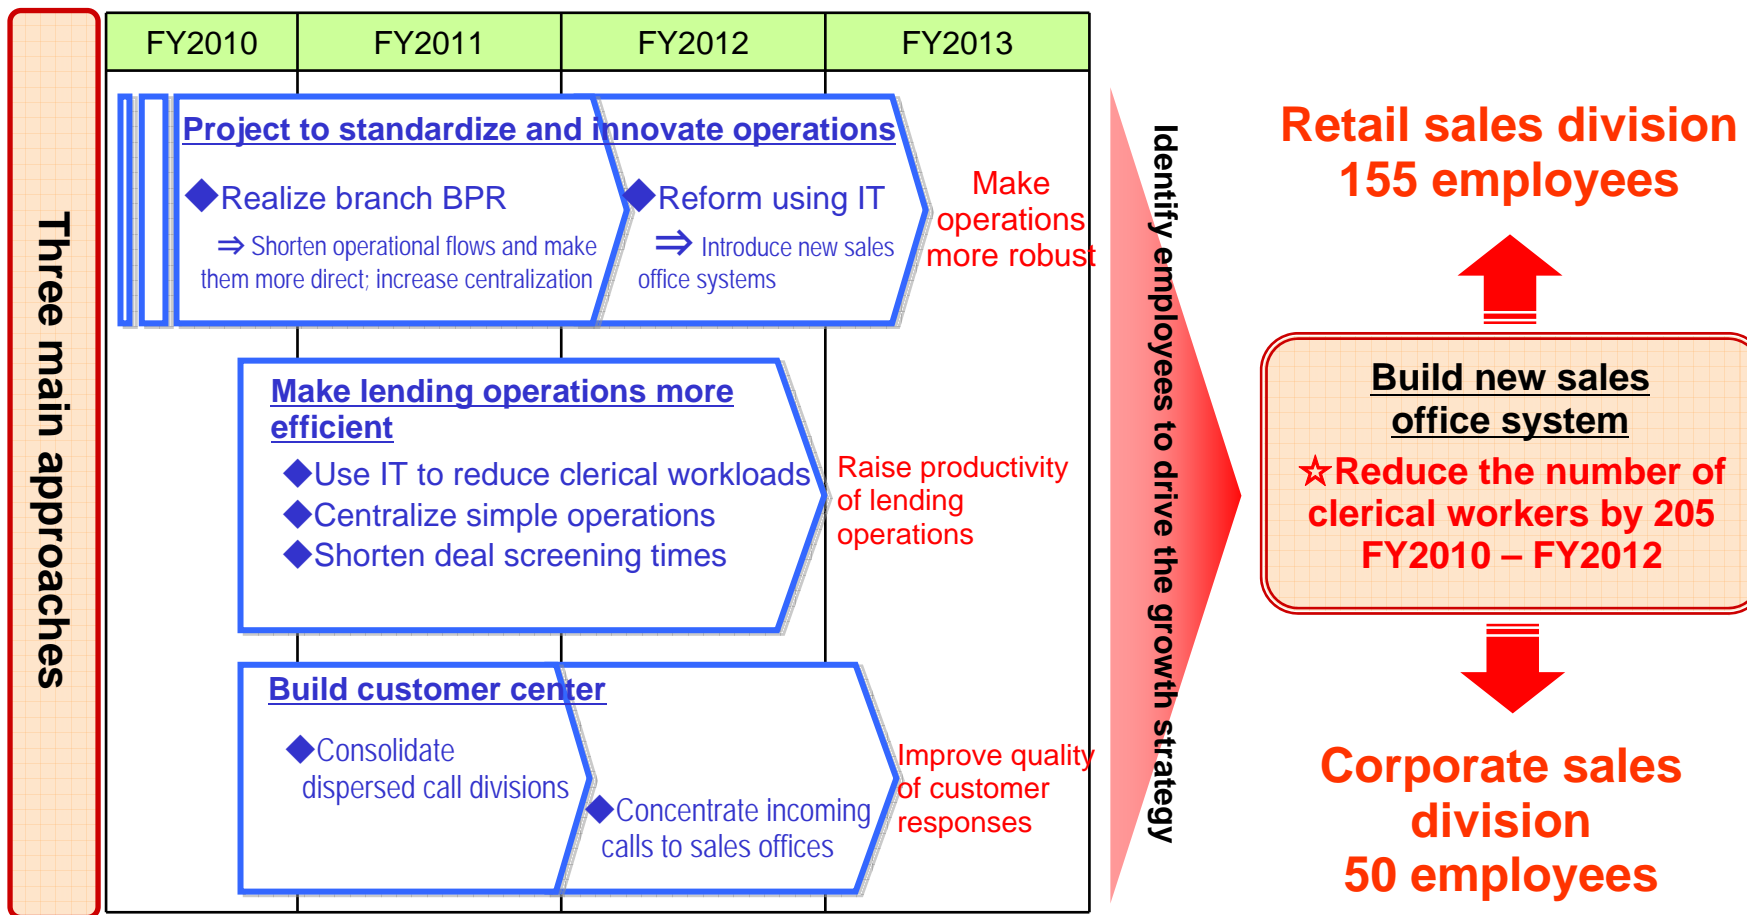 Three main approaches
FY2010
FY2011
FY2012
FY2013
Project to standardize and innovate operations
◆Realize branch BPR
⇒ Shorten operational flows and make
them more direct; increase centralization
◆Reform using IT
⇒ Introduce new sales
office systems
Make
operations
more robust
Make lending operations more
efficient
◆Use IT to reduce clerical workloads
◆Centralize simple operations
◆Shorten deal screening times
Raise productivity
of lending
operations
Build customer center
◆Consolidate
dispersed call divisions
◆Concentrate incoming
calls to sales offices
Improve quality
of customer
responses
Identify employees to drive the growth strategy
Retail sales division
155 employees
Build new sales
office system
☆Reduce the number of
clerical workers by 205
FY2010 – FY2012
Corporate sales
division
50 employees